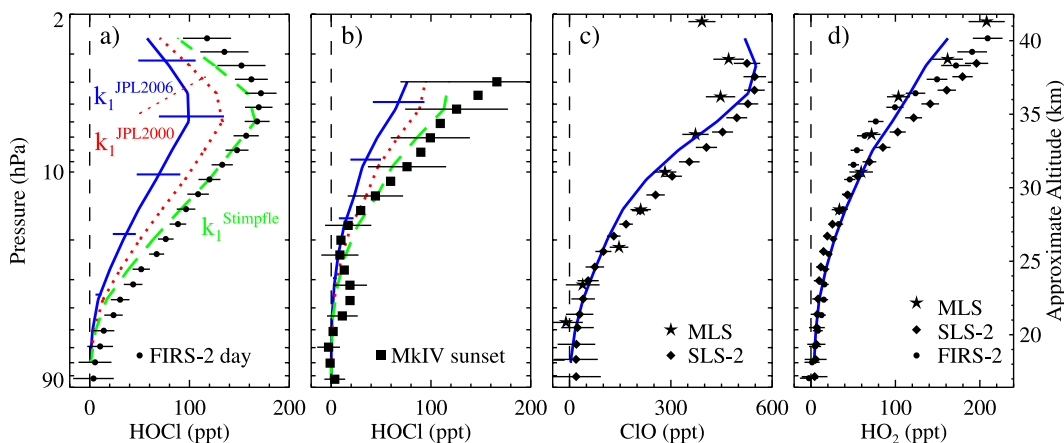 2
10
90
Pressure (hPa)
a)
k₁^JPL2006
k₁^JPL2000
k₁^Stimpfle
FIRS-2 day
0 100 200
HOCl (ppt)
b)
MkIV sunset
0 100 200
HOCl (ppt)
c)
MLS
SLS-2
0 300 600
ClO (ppt)
d)
MLS
SLS-2
FIRS-2
0 100 200
HO₂ (ppt)
40
35
30
25
20
Approximate Altitude (km)